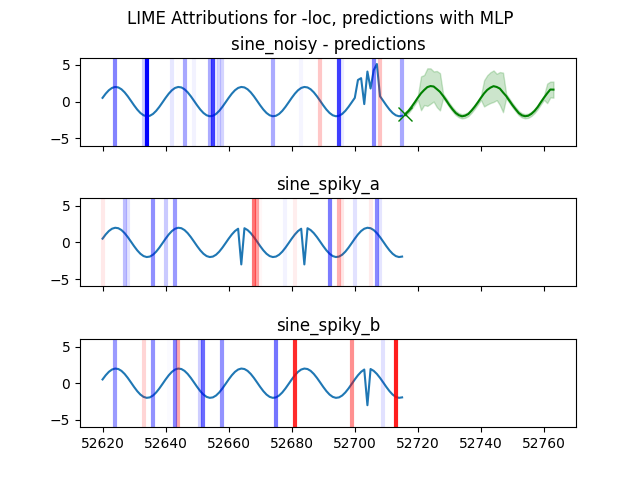 LIME Attributions for -loc, predictions with MLP
sine_noisy - predictions
5
0
−5
sine_spiky_a
5
0
−5
sine_spiky_b
5
0
−5
52620 52640 52660 52680 52700 52720 52740 52760